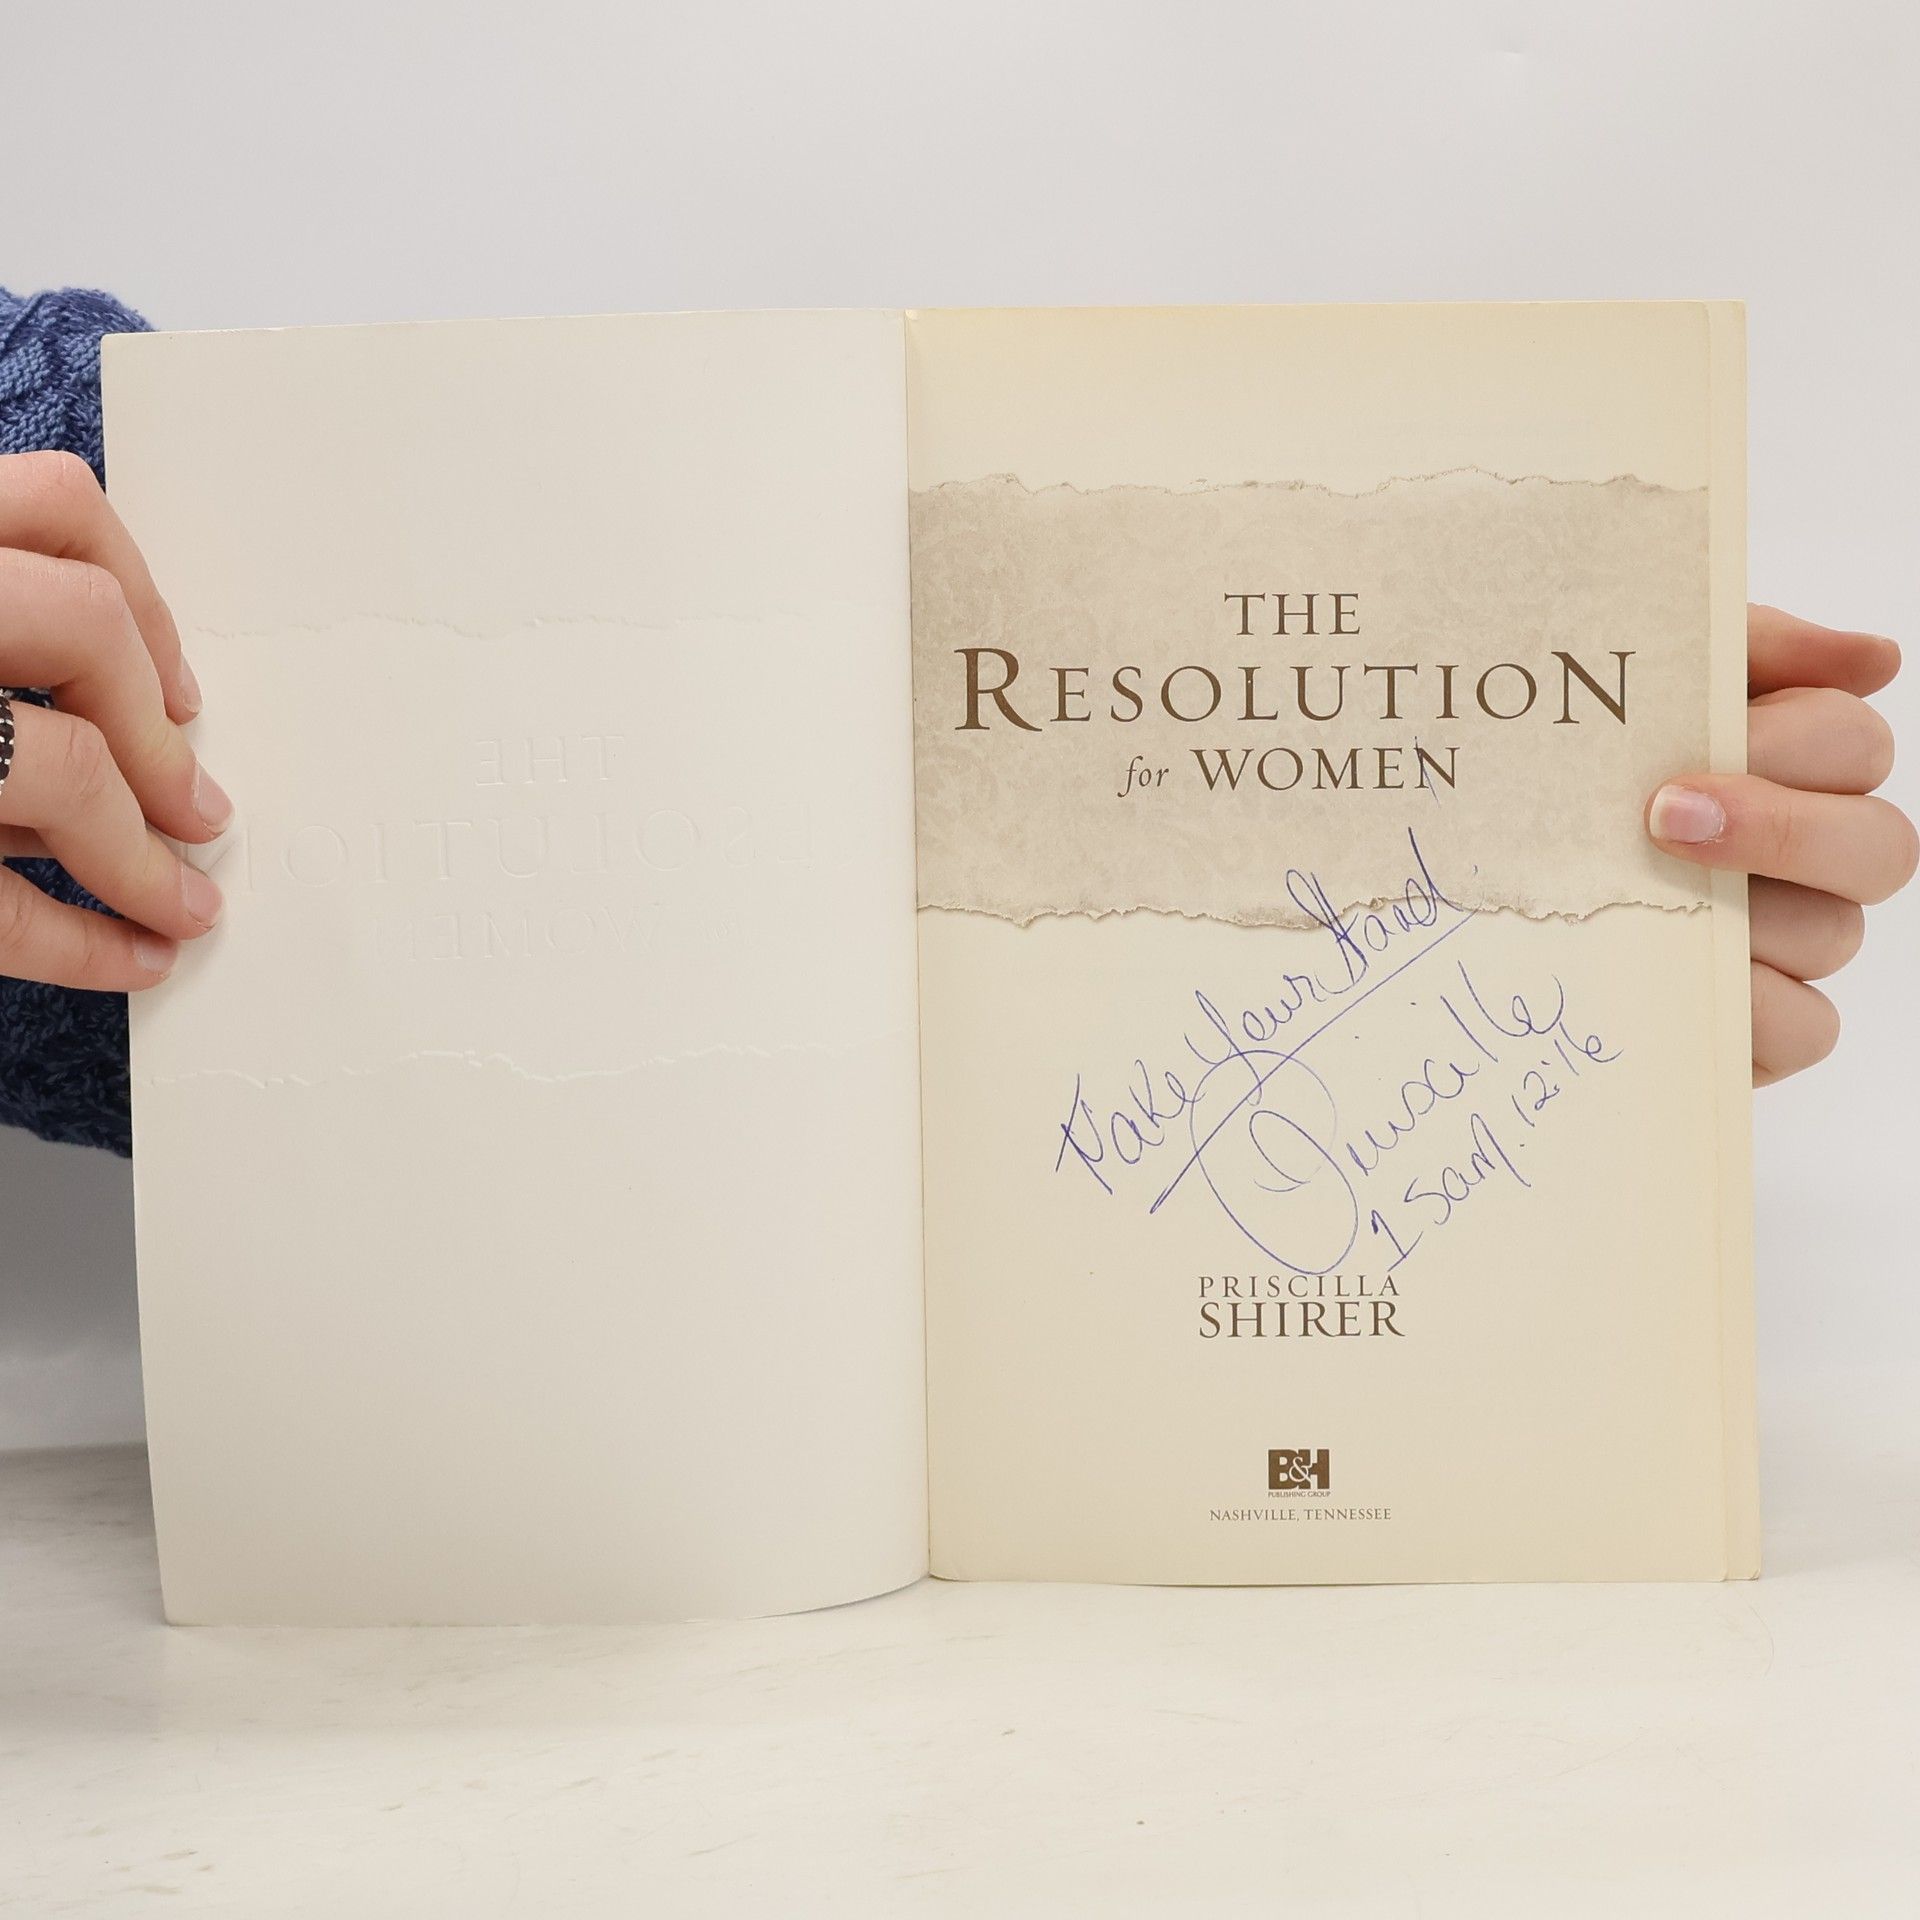 THE
RESOLUTION
for WOMEN
Take Your Stand.
Priscilla
1 Sam. 12:16
PRISCILLA
SHIRER
B&H
PUBLISHING GROUP
NASHVILLE, TENNESSEE